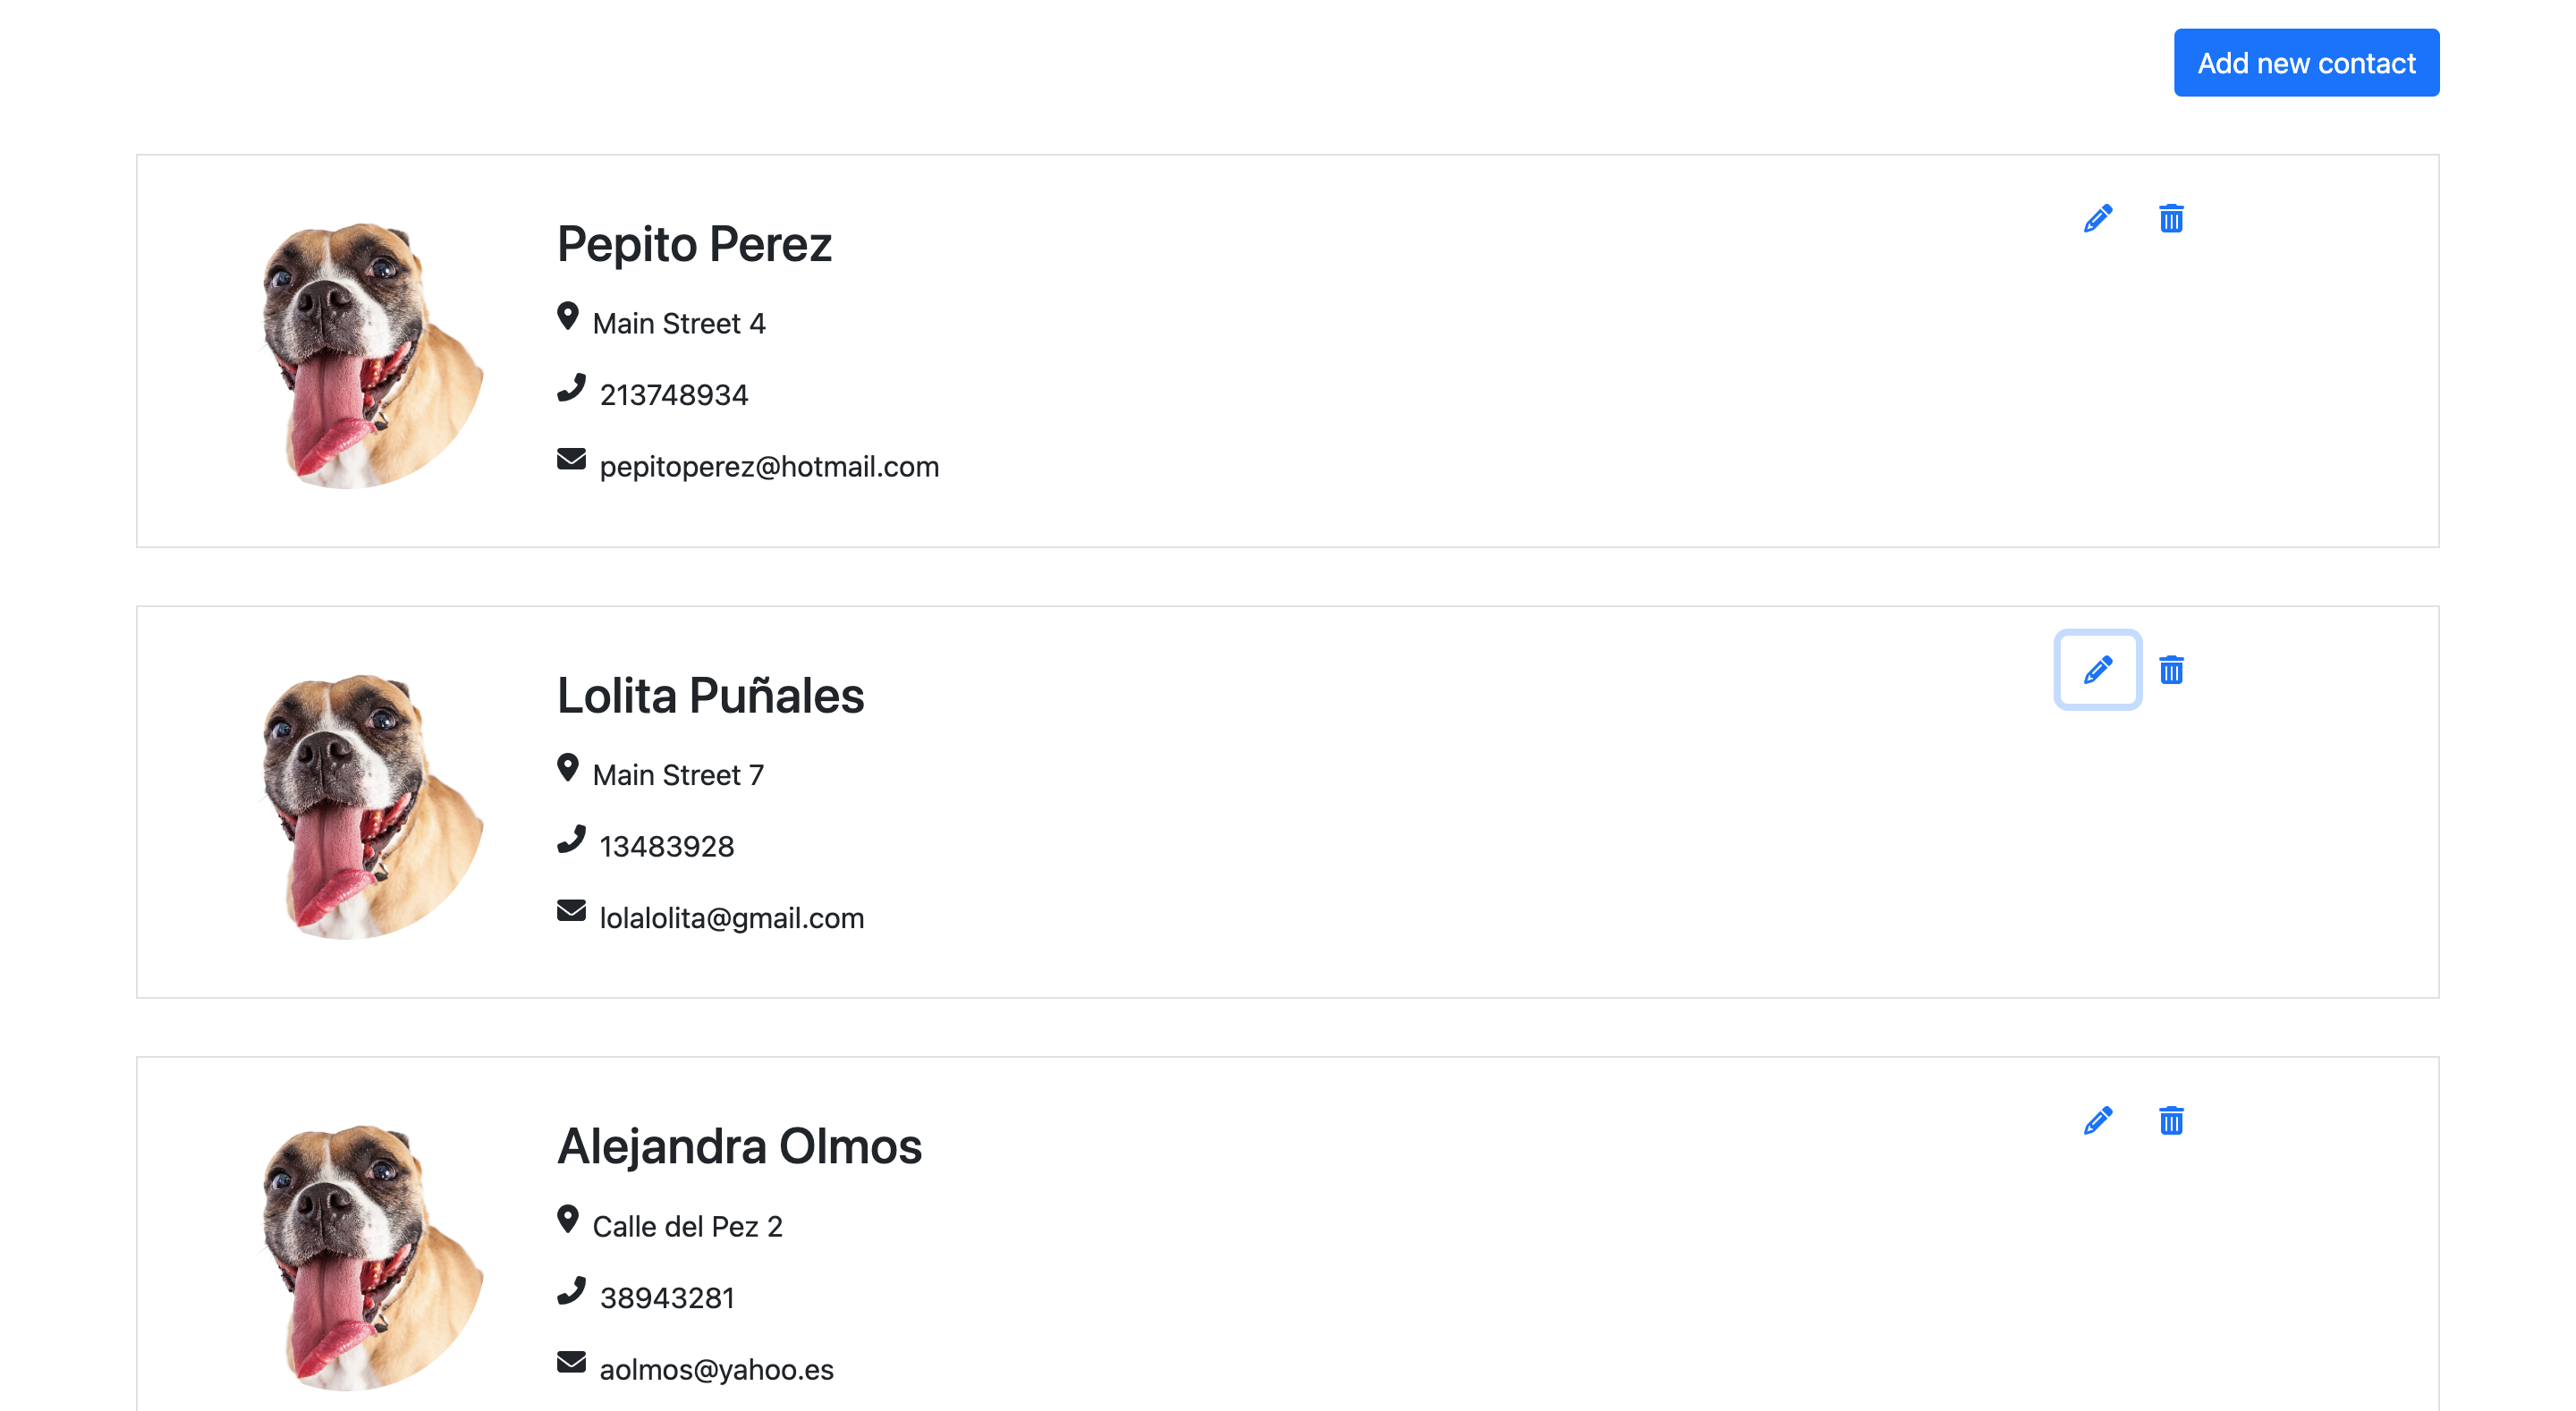 Add new contact
Pepito Perez
Main Street 4
213748934
pepitoperez@hotmail.com
Lolita Puñales
Main Street 7
13483928
lolalolita@gmail.com
Alejandra Olmos
Calle del Pez 2
38943281
aolmos@yahoo.es